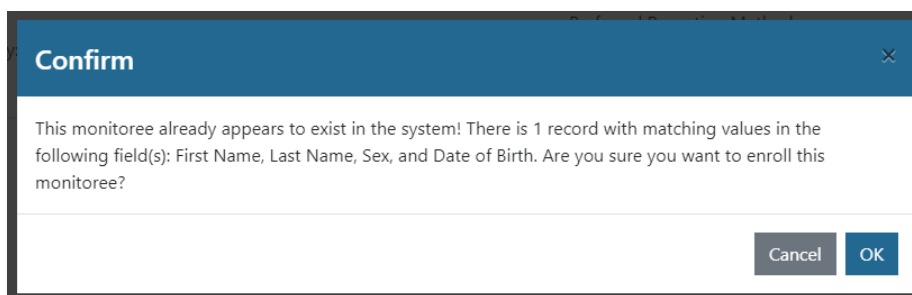 Confirm
×
This monitoree already appears to exist in the system! There is 1 record with matching values in the
following field(s): First Name, Last Name, Sex, and Date of Birth. Are you sure you want to enroll this
monitoree?
Cancel OK